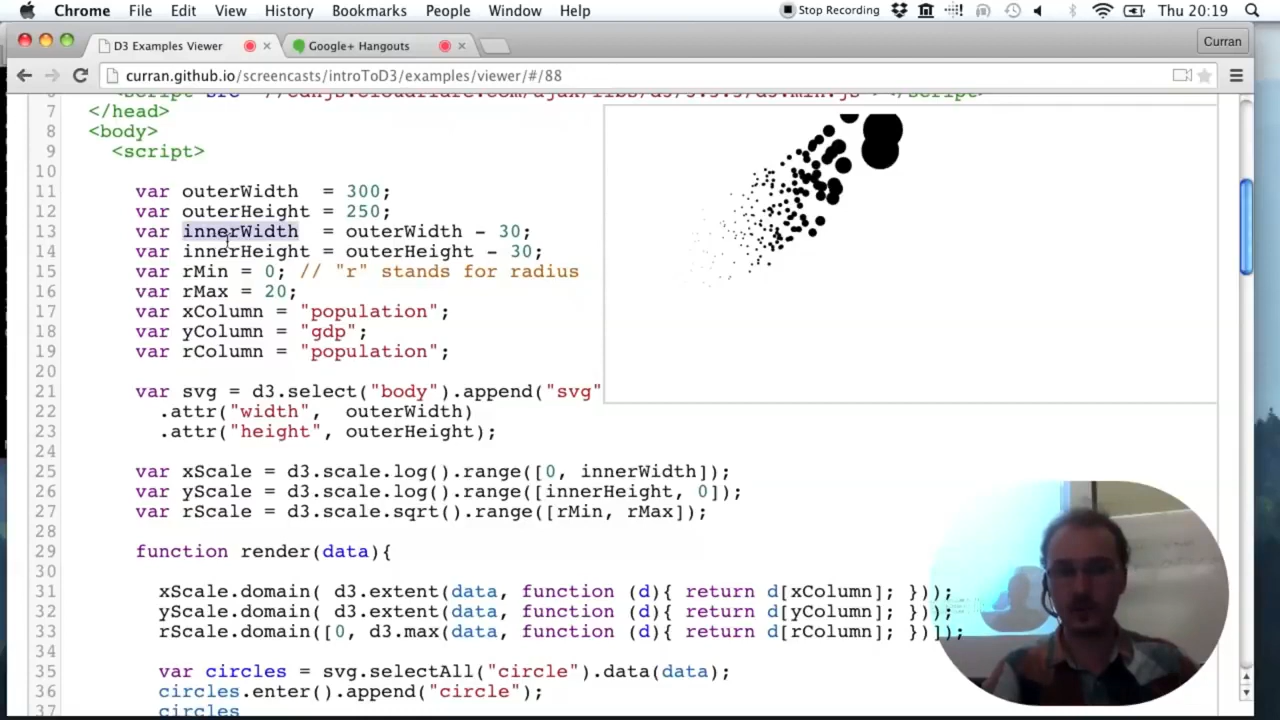 Chrome File Edit View History Bookmarks People Window Help Stop Recording Thu 20:19
D3 Examples Viewer Google+ Hangouts Curran
curran.github.io/screencasts/introToD3/examples/viewer/#/88
7 </head>
8 <body>
9 <script>
10
11 var outerWidth = 300;
12 var outerHeight = 250;
13 var innerWidth = outerWidth - 30;
14 var innerHeight = outerHeight - 30;
15 var rMin = 0; // "r" stands for radius
16 var rMax = 20;
17 var xColumn = "population";
18 var yColumn = "gdp";
19 var rColumn = "population";
20
21 var svg = d3.select("body").append("svg"
22 .attr("width", outerWidth)
23 .attr("height", outerHeight);
24
25 var xScale = d3.scale.log().range([0, innerWidth]);
26 var yScale = d3.scale.log().range([innerHeight, 0]);
27 var rScale = d3.scale.sqrt().range([rMin, rMax]);
28
29 function render(data){
30
31 xScale.domain( d3.extent(data, function (d){ return d[xColumn]; }));
32 yScale.domain( d3.extent(data, function (d){ return d[yColumn]; }));
33 rScale.domain([0, d3.max(data, function (d){ return d[rColumn]; })]);
34
35 var circles = svg.selectAll("circle").data(data);
36 circles.enter().append("circle");
37 circles